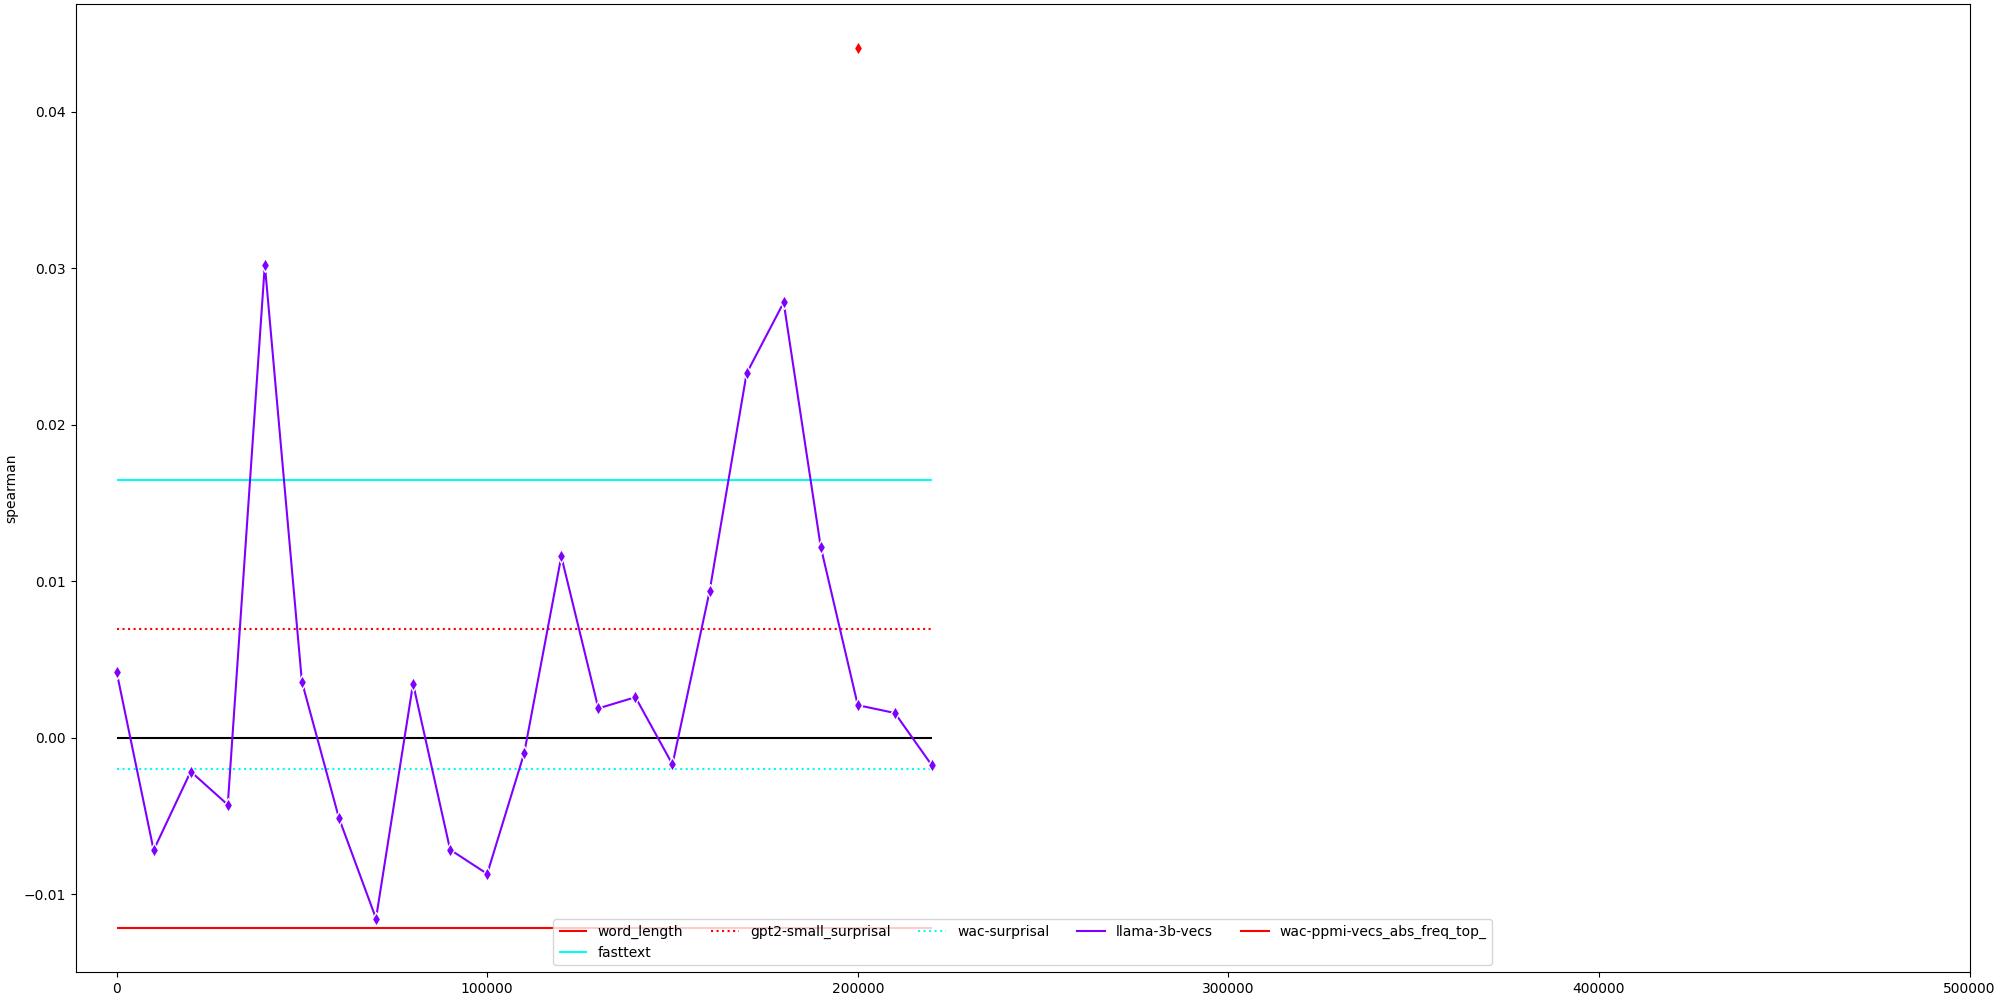 0.04
0.03
0.02
0.01
0.00
−0.01
spearman
word_length gpt2-small_surprisal wac-surprisal llama-3b-vecs wac-ppmi-vecs_abs_freq_top_
fasttext
0 100000 200000 300000 400000 500000